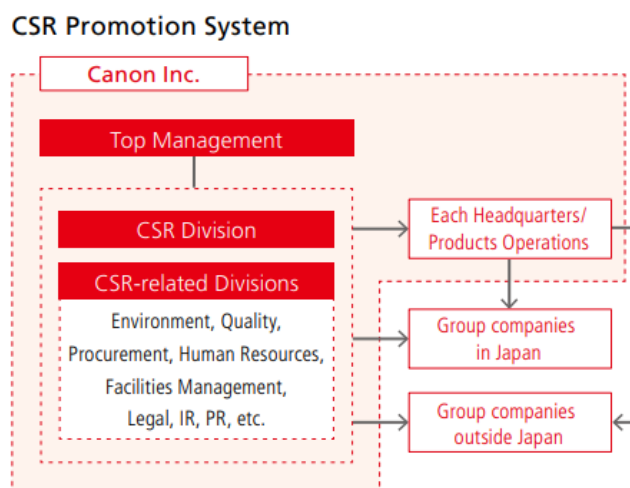 CSR Promotion System
Canon Inc.
Top Management
CSR Division
CSR-related Divisions
Environment, Quality,
Procurement, Human Resources,
Facilities Management,
Legal, IR, PR, etc.
Each Headquarters/
Products Operations
Group companies
in Japan
Group companies
outside Japan